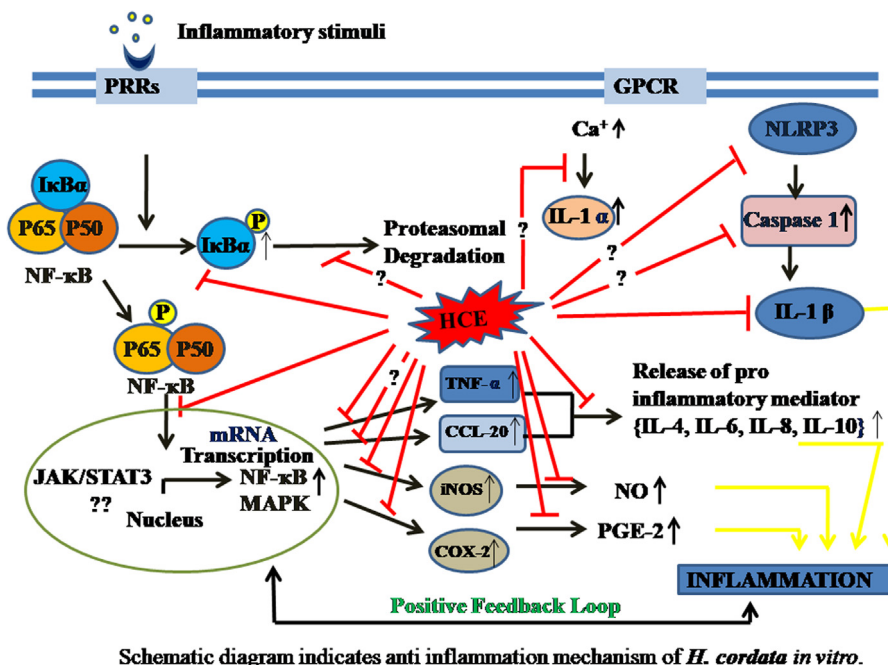 Inflammatory stimuli
PRRs
GPCR
Ca⁺
NLRP3
IκBα
P65 P50
NF-κB
P
IκBα
Proteasomal
Degradation
?
IL-1 α
?
?
?
Caspase 1
IL-1 β
HCE
P
P65 P50
NF-κB
?
TNF- α
CCL-20
iNOS
COX-2
Release of pro
inflammatory mediator
{IL-4, IL-6, IL-8, IL-10}
NO
PGE-2
mRNA
Transcription
JAK/STAT3
??
NF-κB
MAPK
Nucleus
INFLAMMATION
Positive Feedback Loop
Schematic diagram indicates anti inflammation mechanism of H. cordata in vitro.